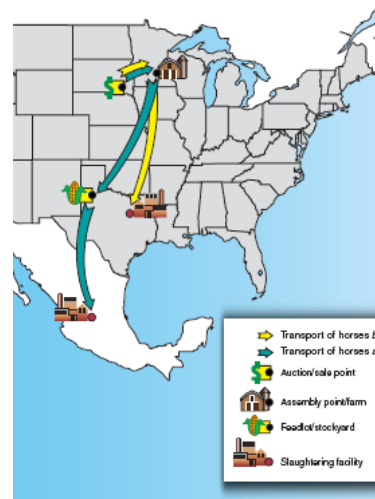 Transport of horses
Transport of horses
Auction/sale point
Assembly point/farm
Feedlot/stockyard
Slaughtering facility